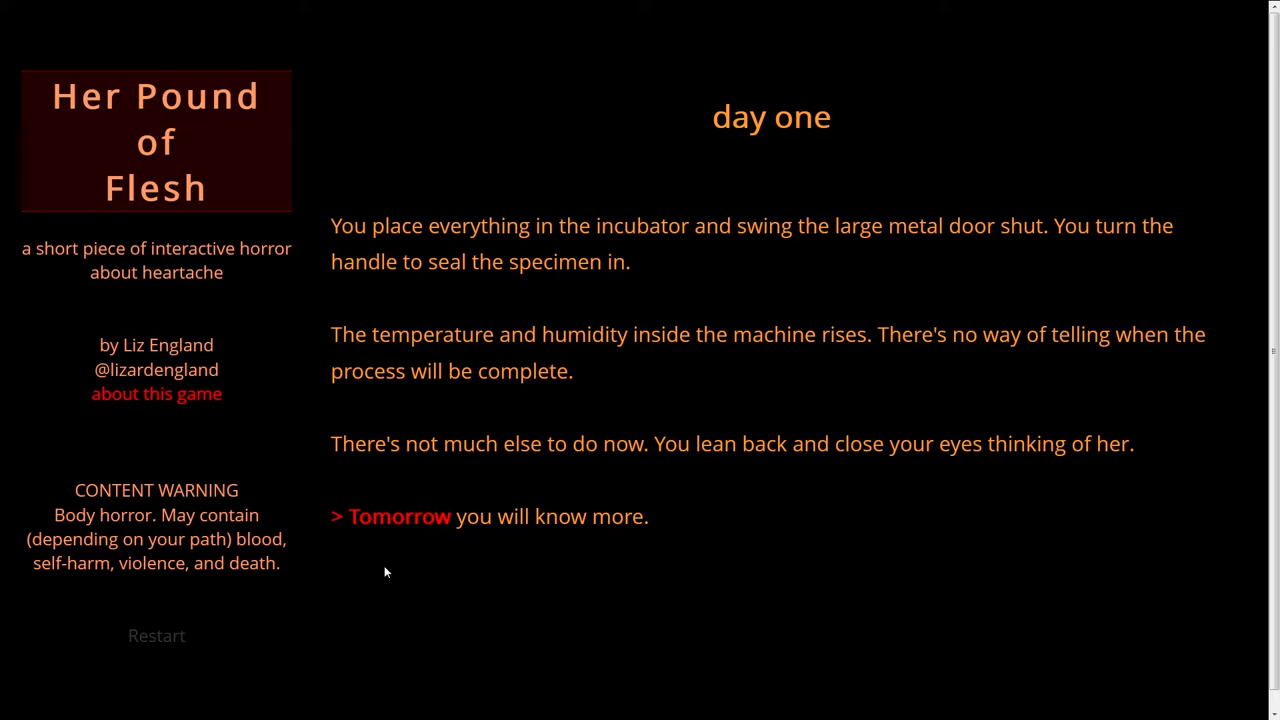 Her Pound
of
Flesh
a short piece of interactive horror
about heartache
by Liz England
@lizardengland
about this game
CONTENT WARNING
Body horror. May contain
(depending on your path) blood,
self-harm, violence, and death.
Restart
day one
You place everything in the incubator and swing the large metal door shut. You turn the
handle to seal the specimen in.
The temperature and humidity inside the machine rises. There's no way of telling when the
process will be complete.
There's not much else to do now. You lean back and close your eyes thinking of her.
> Tomorrow you will know more.